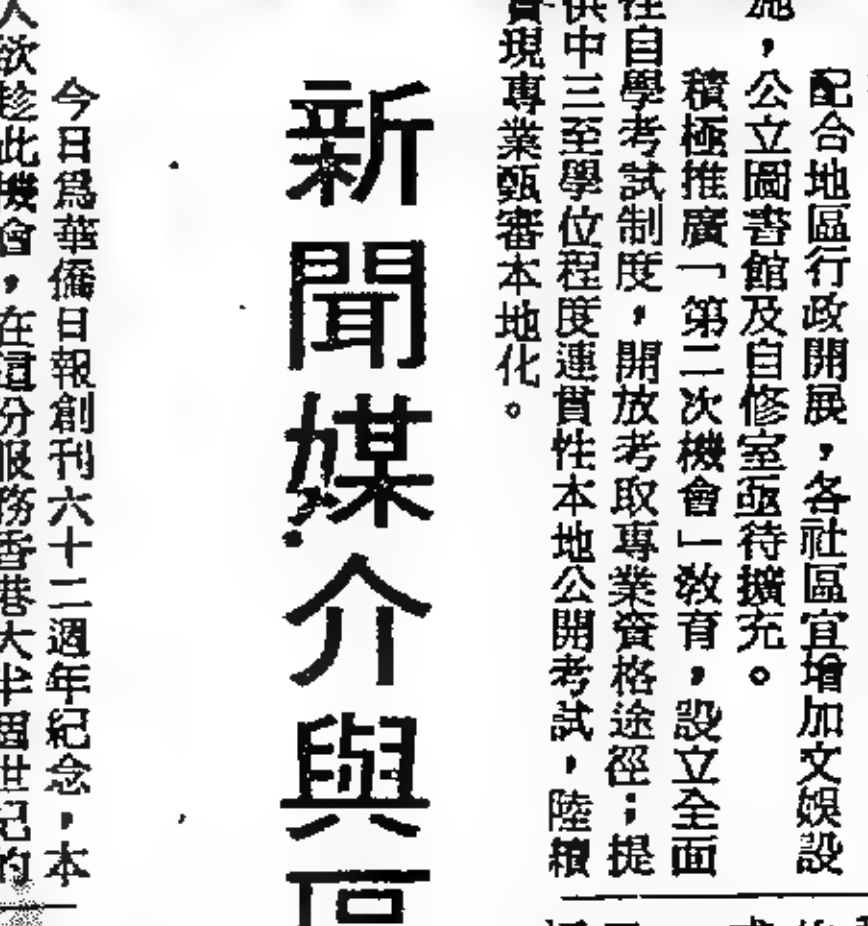 配合地區行政開展，各社區宜增加文娛設
施，公立圖書館及自修室亟待擴充。
積極推廣「第二次機會」教育，設立全面
性自學考試制度，開放考取專業資格途徑；提
供中三至學位程度連貫性本地公開考試，陸續
實現專業甄審本地化。
新聞媒介與
今日爲華僑日報創刊六十二週年紀念，本
人欲趁此機會，在這份服務香港大半個世紀的